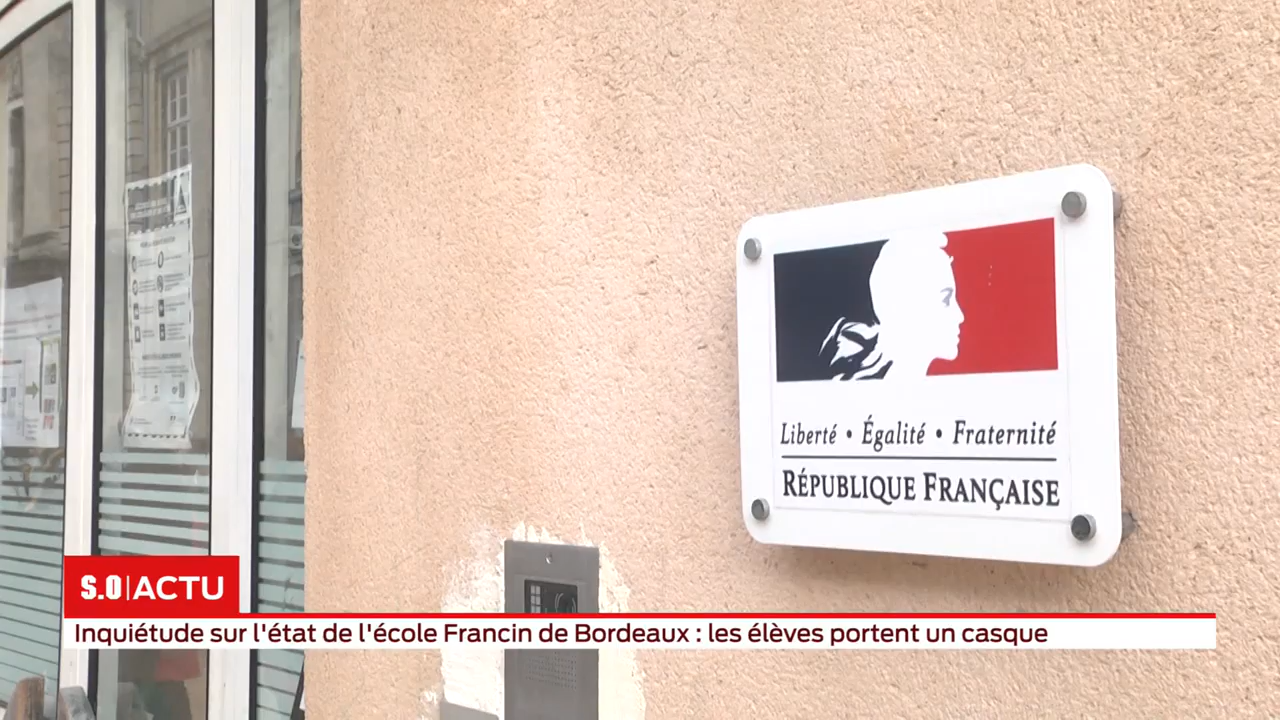 Liberté • Égalité • Fraternité
RÉPUBLIQUE FRANÇAISE
S.O|ACTU
Inquiétude sur l'état de l'école Francin de Bordeaux : les élèves portent un casque